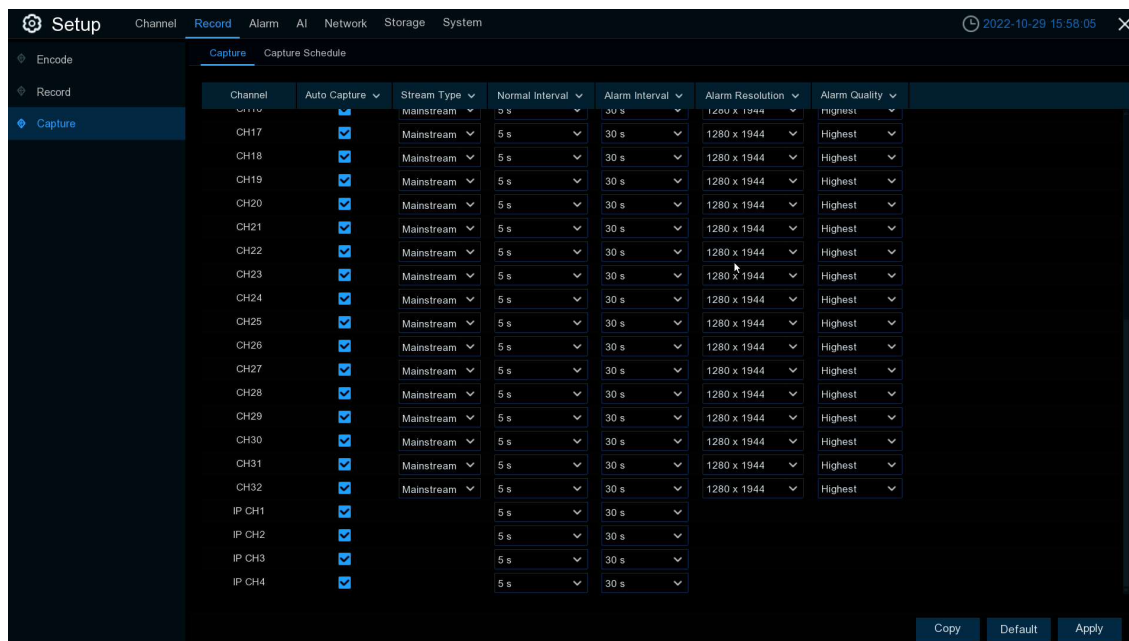 Setup Channel Record Alarm AI Network Storage System 2022-10-29 15:58:05
Encode
Record
Capture
Capture Capture Schedule
Channel Auto Capture Stream Type Normal Interval Alarm Interval Alarm Resolution Alarm Quality
CH16 Mainstream 5 s 30 s 1280 x 1944 Highest
CH17 Mainstream 5 s 30 s 1280 x 1944 Highest
CH18 Mainstream 5 s 30 s 1280 x 1944 Highest
CH19 Mainstream 5 s 30 s 1280 x 1944 Highest
CH20 Mainstream 5 s 30 s 1280 x 1944 Highest
CH21 Mainstream 5 s 30 s 1280 x 1944 Highest
CH22 Mainstream 5 s 30 s 1280 x 1944 Highest
CH23 Mainstream 5 s 30 s 1280 x 1944 Highest
CH24 Mainstream 5 s 30 s 1280 x 1944 Highest
CH25 Mainstream 5 s 30 s 1280 x 1944 Highest
CH26 Mainstream 5 s 30 s 1280 x 1944 Highest
CH27 Mainstream 5 s 30 s 1280 x 1944 Highest
CH28 Mainstream 5 s 30 s 1280 x 1944 Highest
CH29 Mainstream 5 s 30 s 1280 x 1944 Highest
CH30 Mainstream 5 s 30 s 1280 x 1944 Highest
CH31 Mainstream 5 s 30 s 1280 x 1944 Highest
CH32 Mainstream 5 s 30 s 1280 x 1944 Highest
IP CH1 5 s 30 s
IP CH2 5 s 30 s
IP CH3 5 s 30 s
IP CH4 5 s 30 s
Copy Default Apply